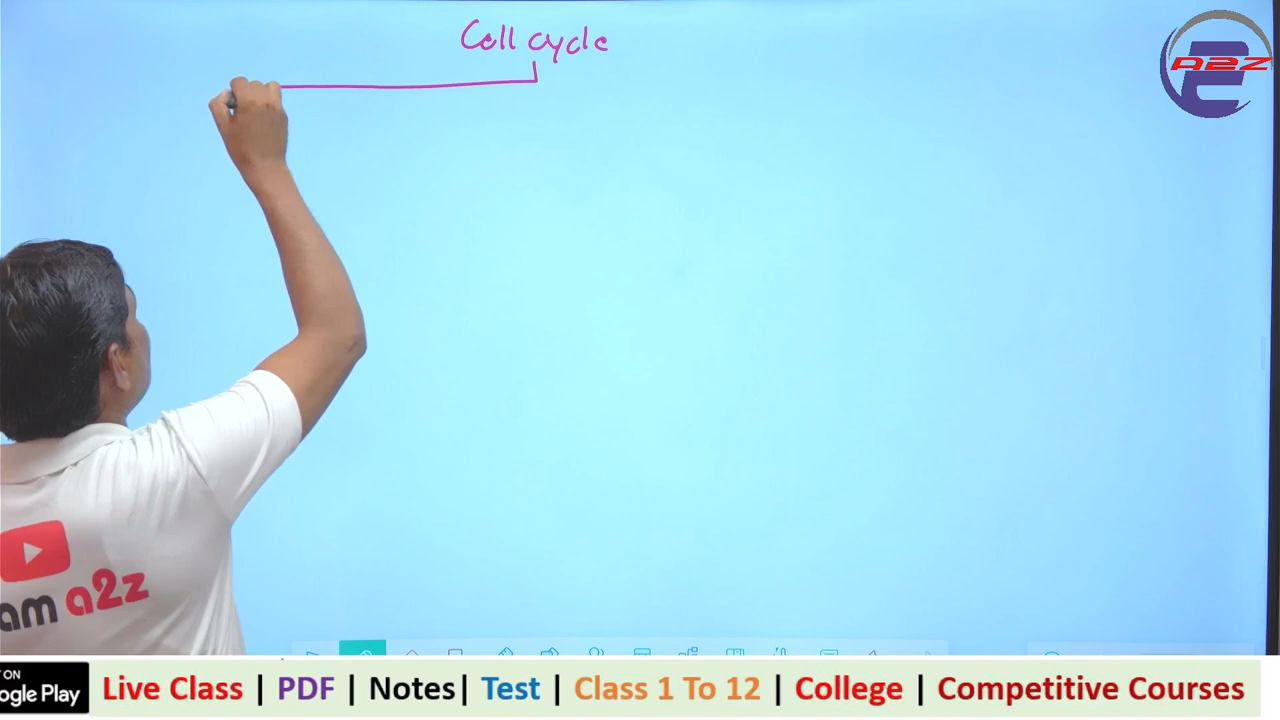 Cell cycle
A2Z
am a2z
T ON
ogle Play
Live Class | PDF | Notes| Test | Class 1 To 12 | College | Competitive Courses